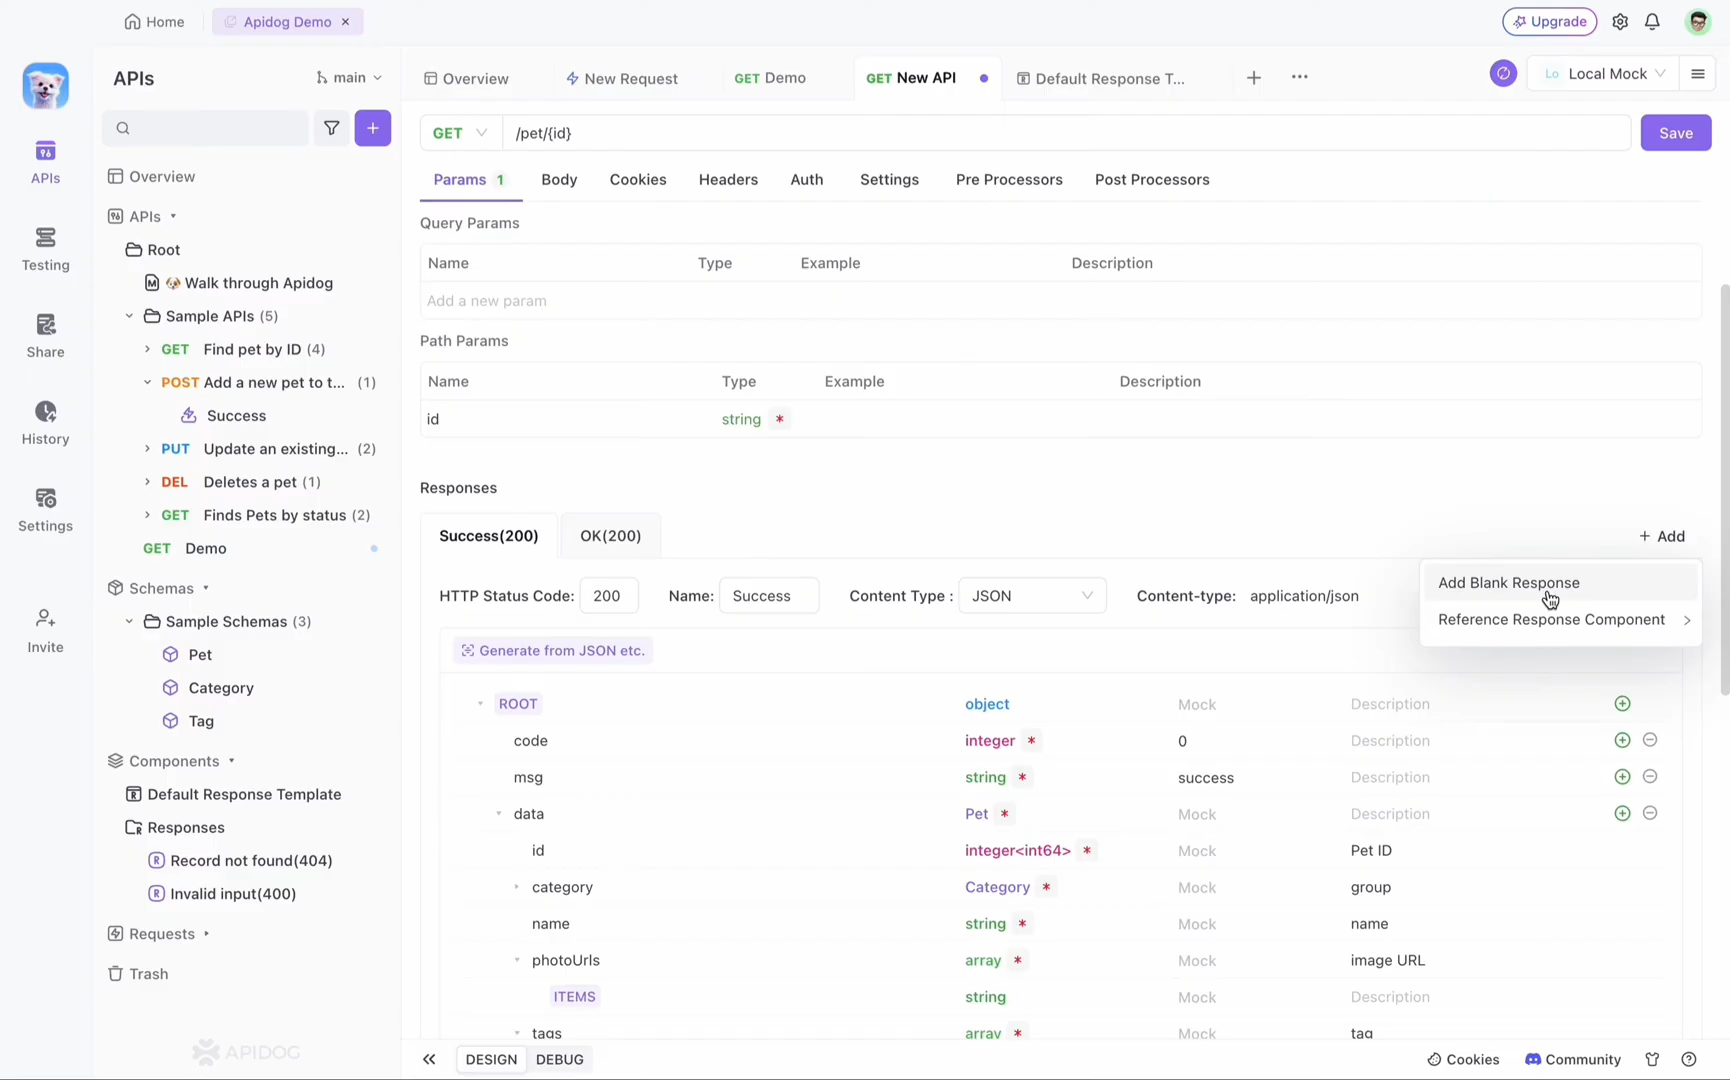 Home
Apidog Demo
Upgrade
APIs
main
Overview
New Request
GET Demo
GET New API
Default Response T...
Lo Local Mock
GET
/pet/{id}
Save
APIs
Testing
Share
History
Settings
Invite
Overview
APIs
Root
Walk through Apidog
Sample APIs (5)
GET Find pet by ID (4)
POST Add a new pet to t... (1)
Success
PUT Update an existing... (2)
DEL Deletes a pet (1)
GET Finds Pets by status (2)
GET Demo
Schemas
Sample Schemas (3)
Pet
Category
Tag
Components
Default Response Template
Responses
Record not found(404)
Invalid input(400)
Requests
Trash
APIDOG
Params 1
Body
Cookies
Headers
Auth
Settings
Pre Processors
Post Processors
Query Params
Name Type Example Description
Add a new param
Path Params
Name Type Example Description
id string *
Responses
Success(200)
OK(200)
+ Add
Add Blank Response
Reference Response Component
HTTP Status Code: 200 Name: Success Content Type : JSON Content-type: application/json
Generate from JSON etc.
ROOT object Mock Description
code integer * 0 Description
msg string * success Description
data Pet * Mock Description
id integer<int64> * Mock Pet ID
category Category * Mock group
name string * Mock name
photoUrls array * Mock image URL
ITEMS string Mock Description
tags array * Mock tag
DESIGN
DEBUG
Cookies
Community